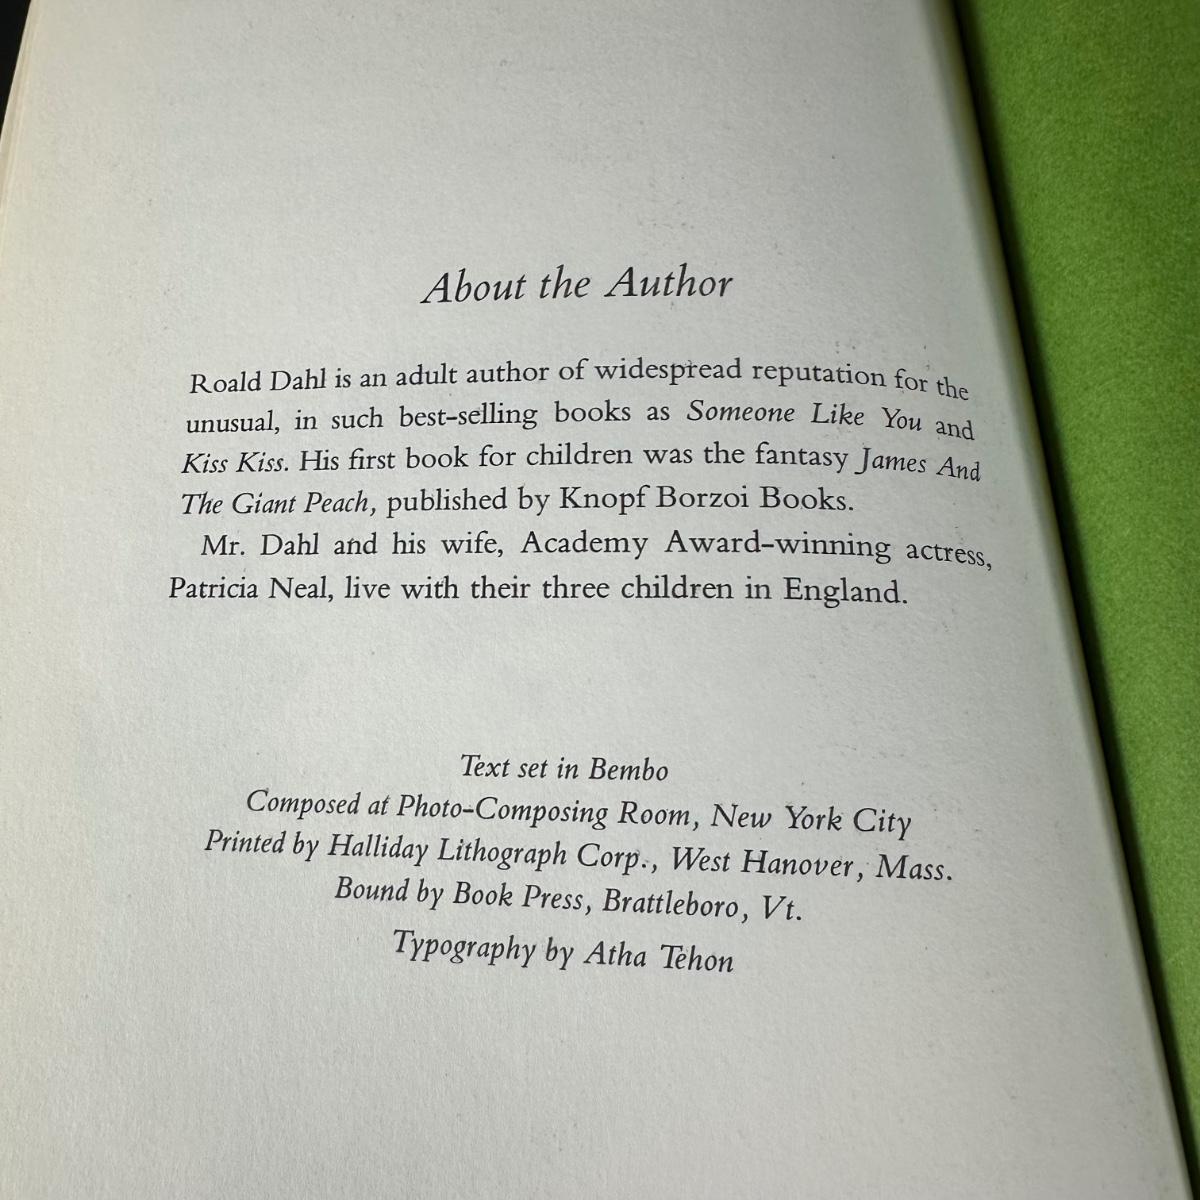 About the Author
Roald Dahl is an adult author of widespread reputation for the
unusual, in such best-selling books as Someone Like You and
Kiss Kiss. His first book for children was the fantasy James And
The Giant Peach, published by Knopf Borzoi Books.
Mr. Dahl and his wife, Academy Award-winning actress,
Patricia Neal, live with their three children in England.
Text set in Bembo
Composed at Photo-Composing Room, New York City
Printed by Halliday Lithograph Corp., West Hanover, Mass.
Bound by Book Press, Brattleboro, Vt.
Typography by Atha Tehon